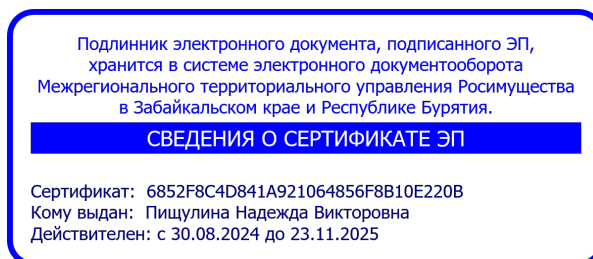 Подлинник электронного документа, подписанного ЭП,
хранится в системе электронного документооборота
Межрегионального территориального управления Росимущества
в Забайкальском крае и Республике Бурятия.
СВЕДЕНИЯ О СЕРТИФИКАТЕ ЭП
Сертификат: 6852F8C4D841A921064856F8B10E220B
Кому выдан: Пищулина Надежда Викторовна
Действителен: с 30.08.2024 до 23.11.2025